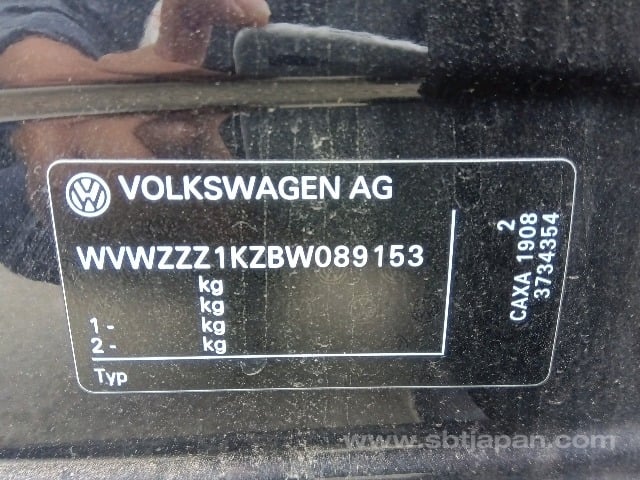 VOLKSWAGEN AG
WVWZZZ1KZBW089153
kg
kg
1 - kg
2 - kg
Typ
2
CAXA 1908
3734354
www.sbtjapan.com